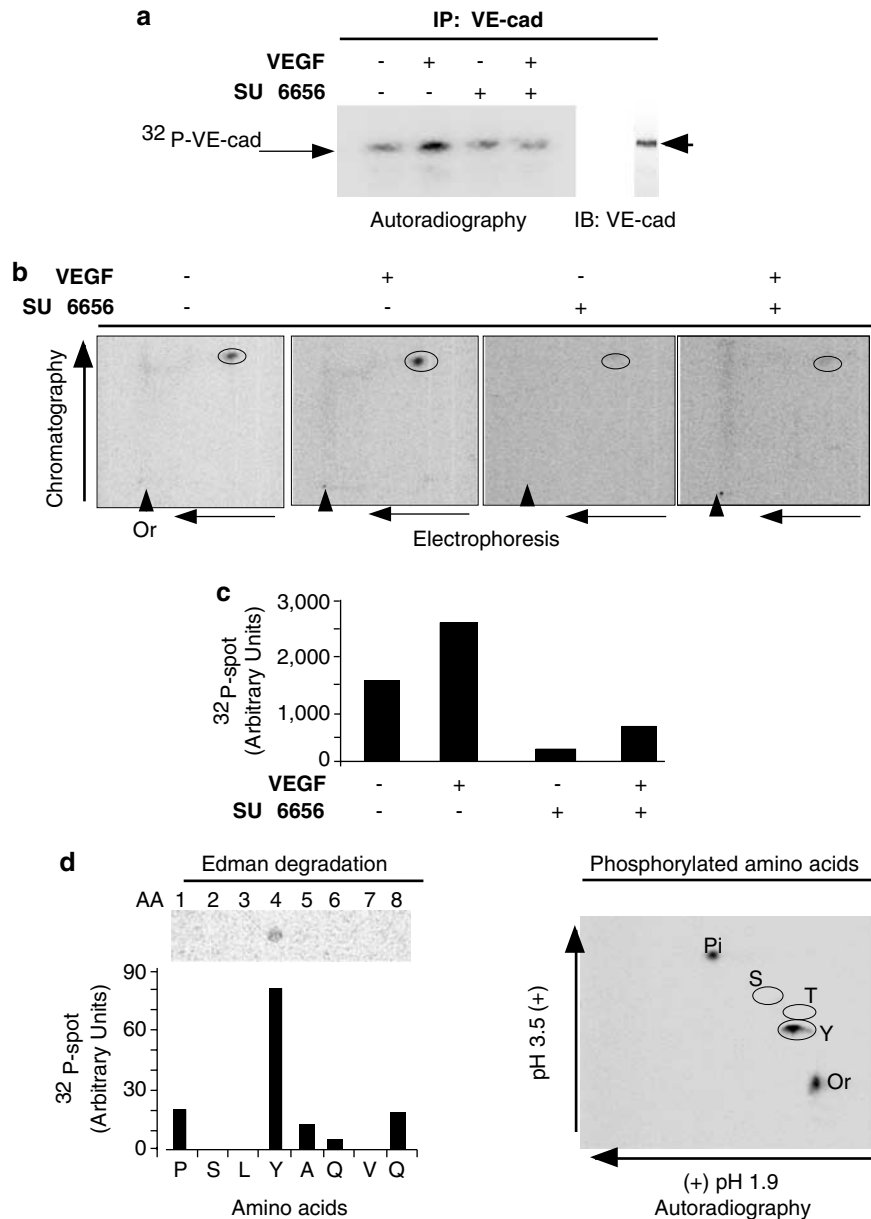 a
IP: VE-cad
VEGF - + - +
SU 6656 - - + +
32 P-VE-cad
Autoradiography IB: VE-cad
b
VEGF - + - +
SU 6656 - - + +
Chromatography
Or
Electrophoresis
c
32 P-spot
(Arbitrary Units)
3,000
2,000
1,000
0
VEGF - + - +
SU 6656 - - + +
d
Edman degradation
AA 1 2 3 4 5 6 7 8
32 P-spot
(Arbitrary Units)
90
60
30
0
P S L Y A Q V Q
Amino acids
Phosphorylated amino acids
pH 3.5 (+)
Pi
S
T
Y
Or
(+) pH 1.9
Autoradiography